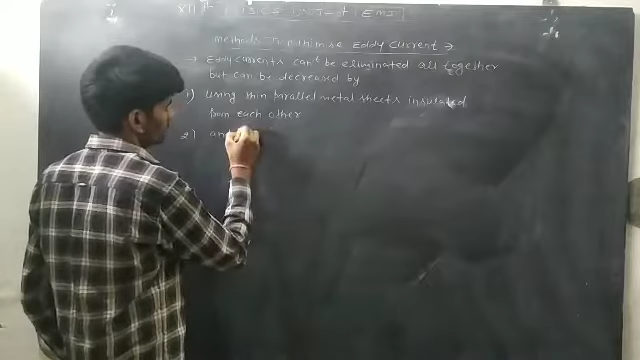 methods to minimise Eddy current →
→ Eddy currents can't be eliminated all together
but can be decreased by
1) Using thin parallel metal sheets insulated
from each other
2) an